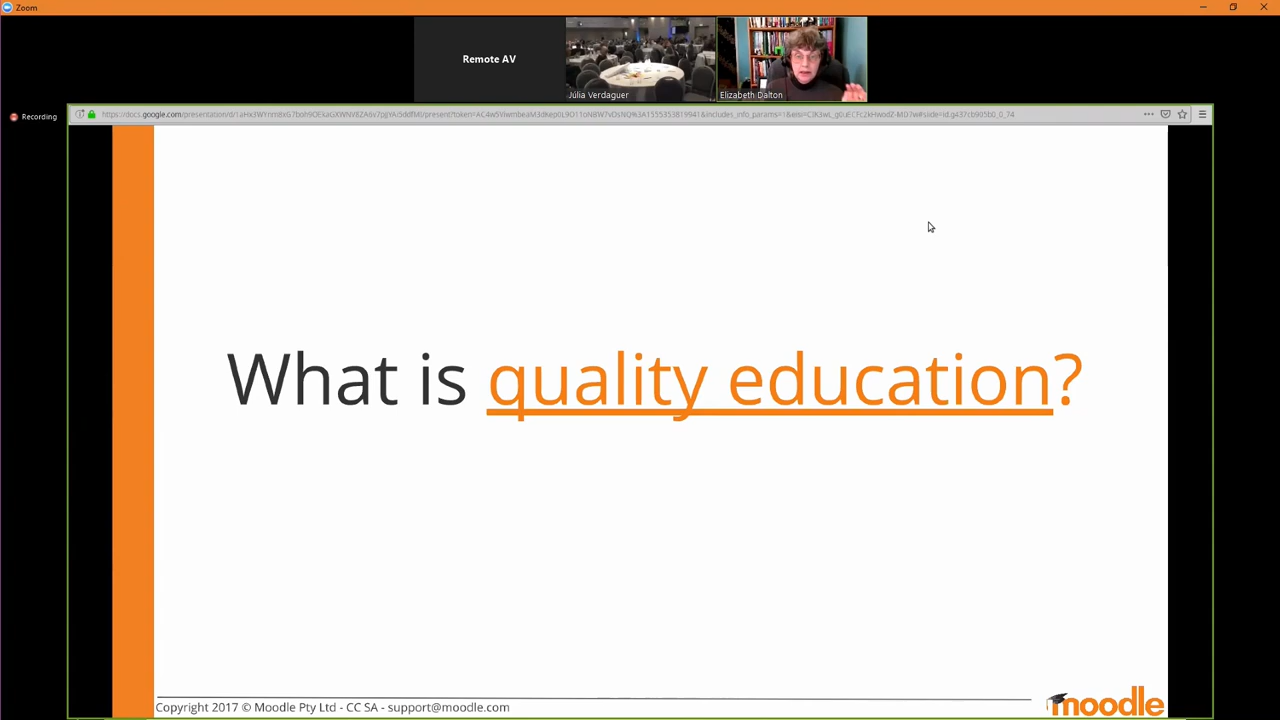 Zoom
Remote AV
Júlia Verdaguer
Elizabeth Dalton
Recording
What is quality education?
Copyright 2017 © Moodle Pty Ltd - CC SA - support@moodle.com
moodle